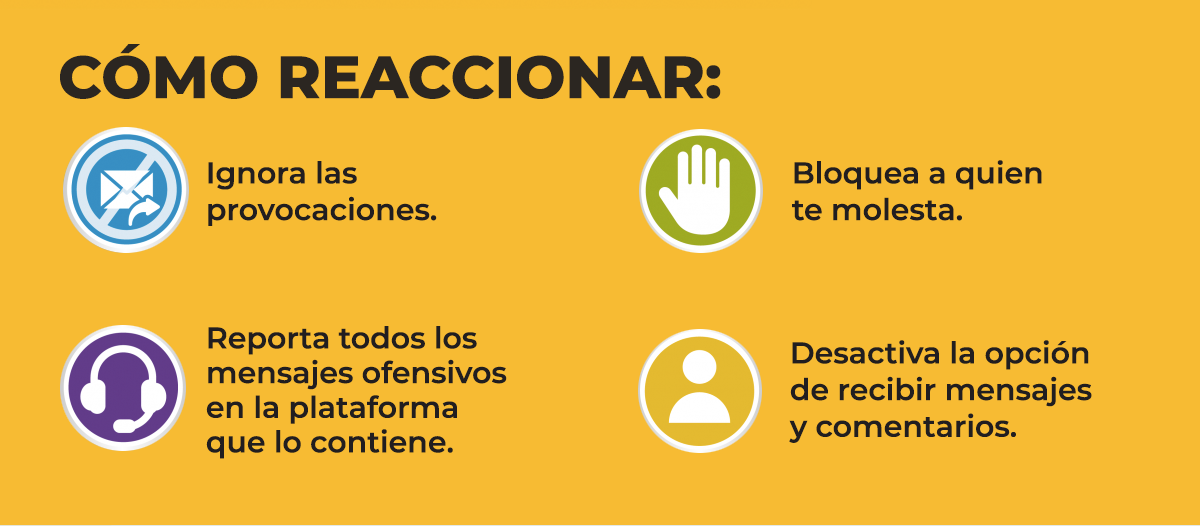 CÓMO REACCIONAR:
Ignora las
provocaciones.
Bloquea a quien
te molesta.
Reporta todos los
mensajes ofensivos
en la plataforma
que lo contiene.
Desactiva la opción
de recibir mensajes
y comentarios.